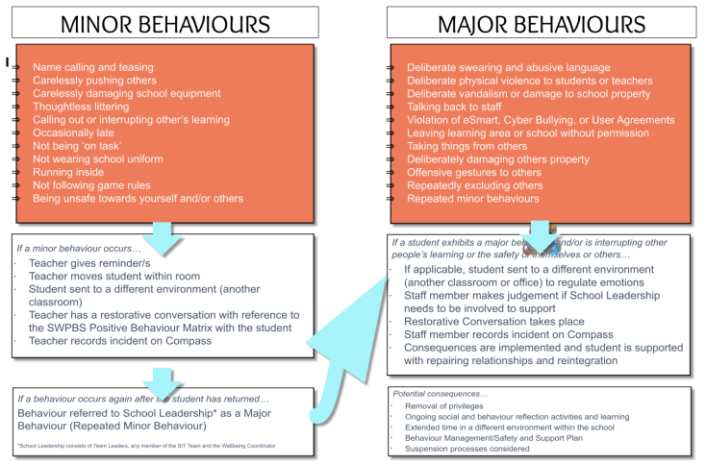 MINOR BEHAVIOURS
I
⇒ Name calling and teasing
⇒ Carelessly pushing others
⇒ Carelessly damaging school equipment
⇒ Thoughtless littering
⇒ Calling out or interrupting other's learning
⇒ Occasionally late
⇒ Not being 'on task'
⇒ Not wearing school uniform
⇒ Running inside
⇒ Not following game rules
⇒ Being unsafe towards yourself and/or others
If a minor behaviour occurs…
- Teacher gives reminder/s
- Teacher moves student within room
- Student sent to a different environment (another
classroom)
- Teacher has a restorative conversation with reference to
the SWPBS Positive Behaviour Matrix with the student
- Teacher records incident on Compass
If a behaviour occurs again after the student has returned…
Behaviour referred to School Leadership* as a Major
Behaviour (Repeated Minor Behaviour)
*School Leadership consists of Team Leaders, any member of the SIT Team and the Wellbeing Coordinator
MAJOR BEHAVIOURS
⇒ Deliberate swearing and abusive language
⇒ Deliberate physical violence to students or teachers
⇒ Deliberate vandalism or damage to school property
⇒ Talking back to staff
⇒ Violation of eSmart, Cyber Bullying, or User Agreements
⇒ Leaving learning area or school without permission
⇒ Taking things from others
⇒ Deliberately damaging others property
⇒ Offensive gestures to others
⇒ Repeatedly excluding others
⇒ Repeated minor behaviours
If a student exhibits a major and/or is interrupting other
people's learning or the safety of themselves or others…
- If applicable, student sent to a different environment
(another classroom or office) to regulate emotions
- Staff member makes judgement if School Leadership
needs to be involved to support
- Restorative Conversation takes place
- Staff member records incident on Compass
- Consequences are implemented and student is supported
with repairing relationships and reintegration
Potential consequences…
- Removal of privileges
- Ongoing social and behaviour reflection activities and learning
- Extended time in a different environment within the school
- Behaviour Management/Safety and Support Plan
- Suspension processes considered